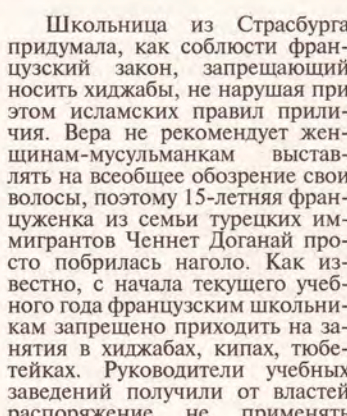 Школьница из Страсбурга
придумала, как соблюсти фран-
цузский закон, запрещающий
носить хиджабы, не нарушая при
этом исламских правил прили-
чия. Вера не рекомендует жен-
щинам-мусульманкам выстав-
лять на всеобщее обозрение свои
волосы, поэтому 15-летняя фран-
цуженка из семьи турецких им-
мигрантов Ченнет Доганай про-
сто побрилась наголо. Как из-
вестно, с начала текущего учеб-
ного года французским школьни-
кам запрещено приходить на за-
нятия в хиджабах, кипах, тюбе-
тейках. Руководители учебных
заведений получили от властей
распоряжение не применять